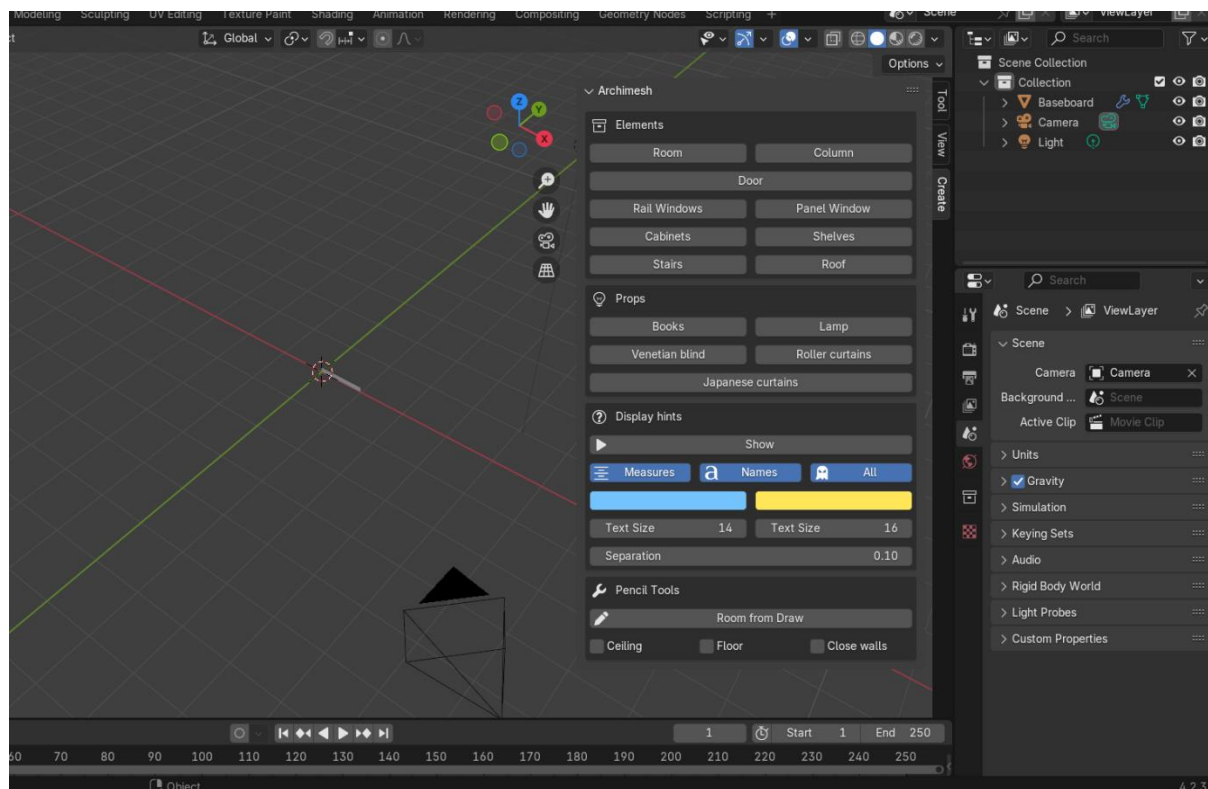 Modeling Sculpting UV Editing Texture Paint Shading Animation Rendering Compositing Geometry Nodes Scripting + Scene ViewLayer
Global
Options
Search
Scene Collection
Collection
Baseboard
Camera
Light
Tool
View
Create
Z
Y
X
Archimesh
Elements
Room Column
Door
Rail Windows Panel Window
Cabinets Shelves
Stairs Roof
Props
Books Lamp
Venetian blind Roller curtains
Japanese curtains
Display hints
Show
Measures a Names All
Text Size 14 Text Size 16
Separation 0.10
Pencil Tools
Room from Draw
Ceiling Floor Close walls
Search
Scene > ViewLayer
Scene
Camera Camera
Background ... Scene
Active Clip Movie Clip
Units
Gravity
Simulation
Keying Sets
Audio
Rigid Body World
Light Probes
Custom Properties
1 Start 1 End 250
60 70 80 90 100 110 120 130 140 150 160 170 180 190 200 210 220 230 240 250
Object
4.2.3